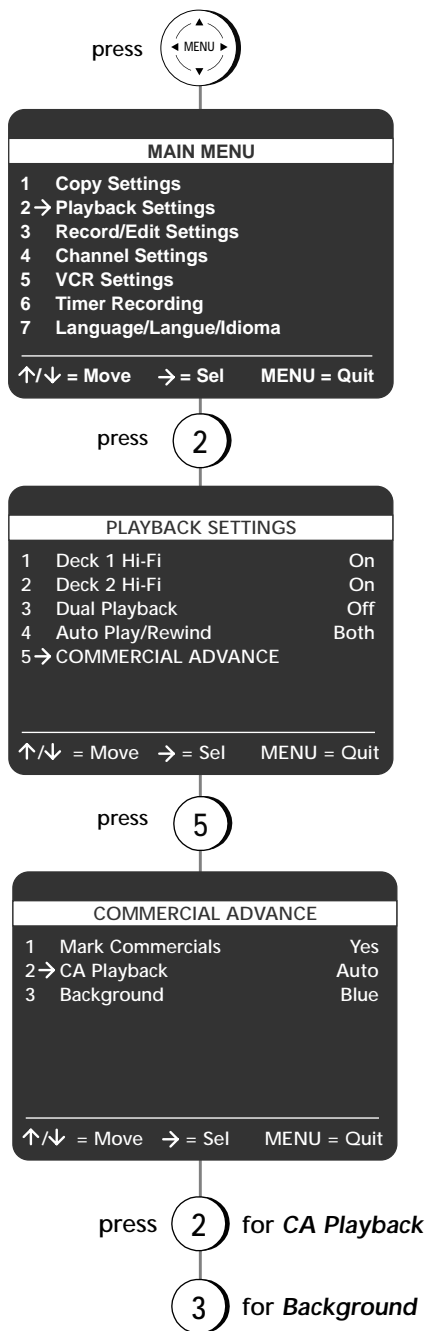 press MENU
MAIN MENU
1 Copy Settings
2→ Playback Settings
3 Record/Edit Settings
4 Channel Settings
5 VCR Settings
6 Timer Recording
7 Language/Langue/Idioma
↑/↓ = Move → = Sel MENU = Quit
press 2
PLAYBACK SETTINGS
1 Deck 1 Hi-Fi On
2 Deck 2 Hi-Fi On
3 Dual Playback Off
4 Auto Play/Rewind Both
5→ COMMERCIAL ADVANCE
↑/↓ = Move → = Sel MENU = Quit
press 5
COMMERCIAL ADVANCE
1 Mark Commercials Yes
2→ CA Playback Auto
3 Background Blue
↑/↓ = Move → = Sel MENU = Quit
press 2 for CA Playback
3 for Background